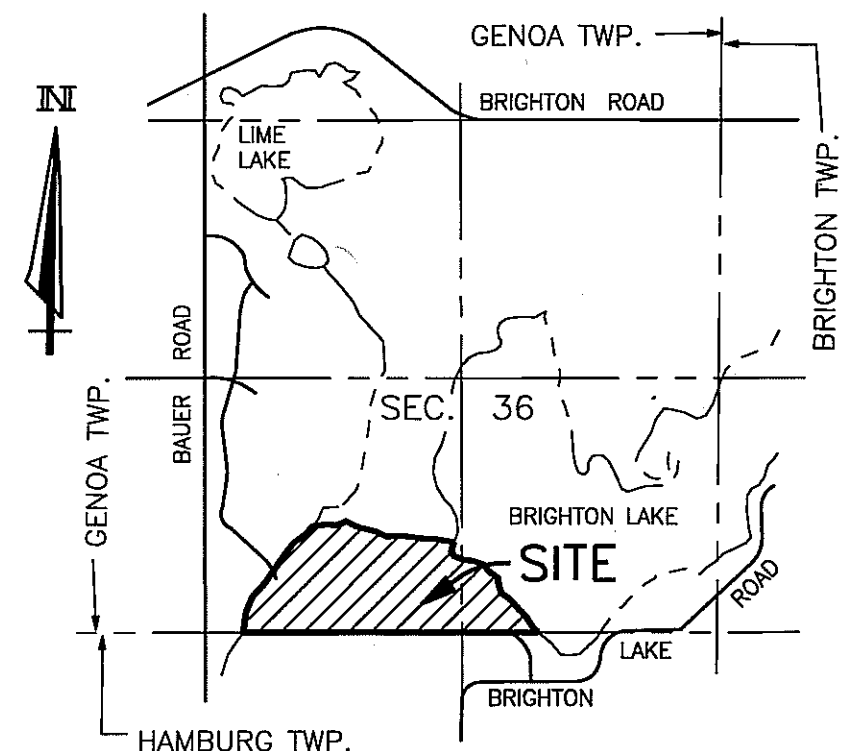 GENOA TWP.
BRIGHTON TWP.
N
BRIGHTON ROAD
LIME
LAKE
BAUER ROAD
GENOA TWP.
SEC. 36
BRIGHTON LAKE
SITE
ROAD
LAKE
BRIGHTON
HAMBURG TWP.